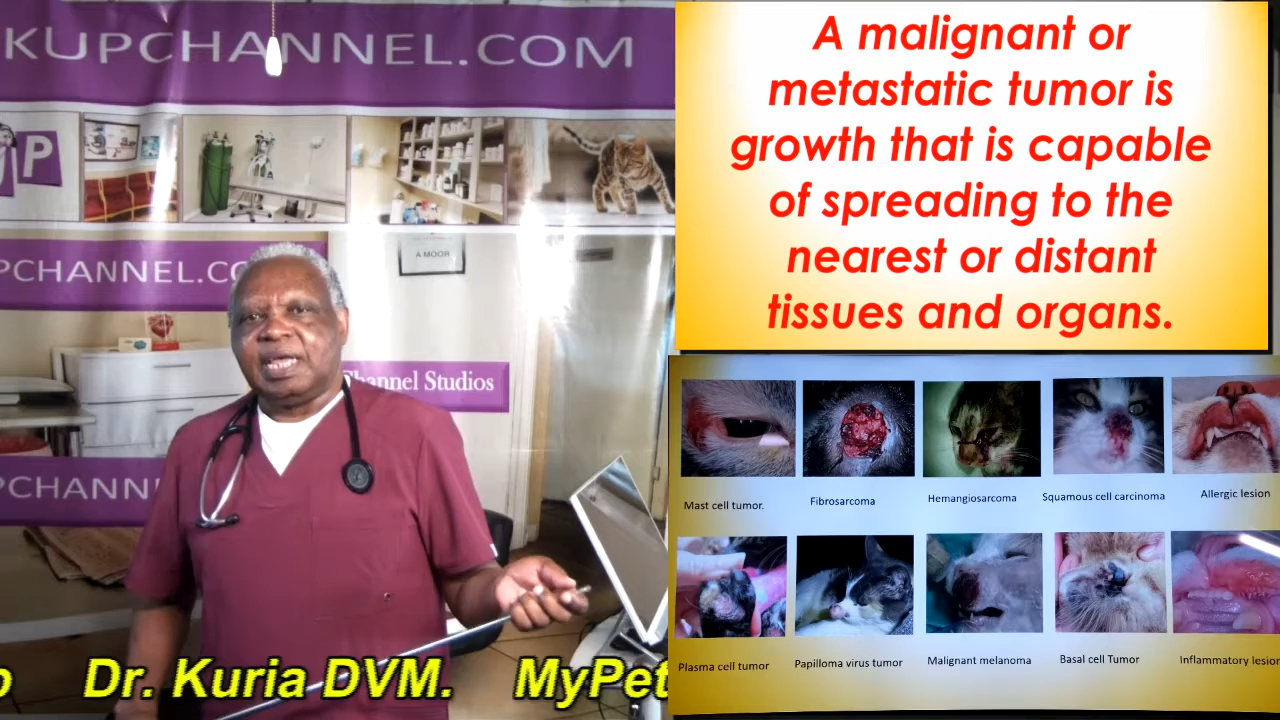 KUPCHANNEL.COM
UP
PCHANNEL.CO
A MOOR
Channel Studios
PCHANN
Dr. Kuria DVM. MyPet
A malignant or
metastatic tumor is
growth that is capable
of spreading to the
nearest or distant
tissues and organs.
Mast cell tumor.
Fibrosarcoma
Hemangiosarcoma
Squamous cell carcinoma
Allergic lesion
Plasma cell tumor
Papilloma virus tumor
Malignant melanoma
Basal cell Tumor
Inflammatory lesion